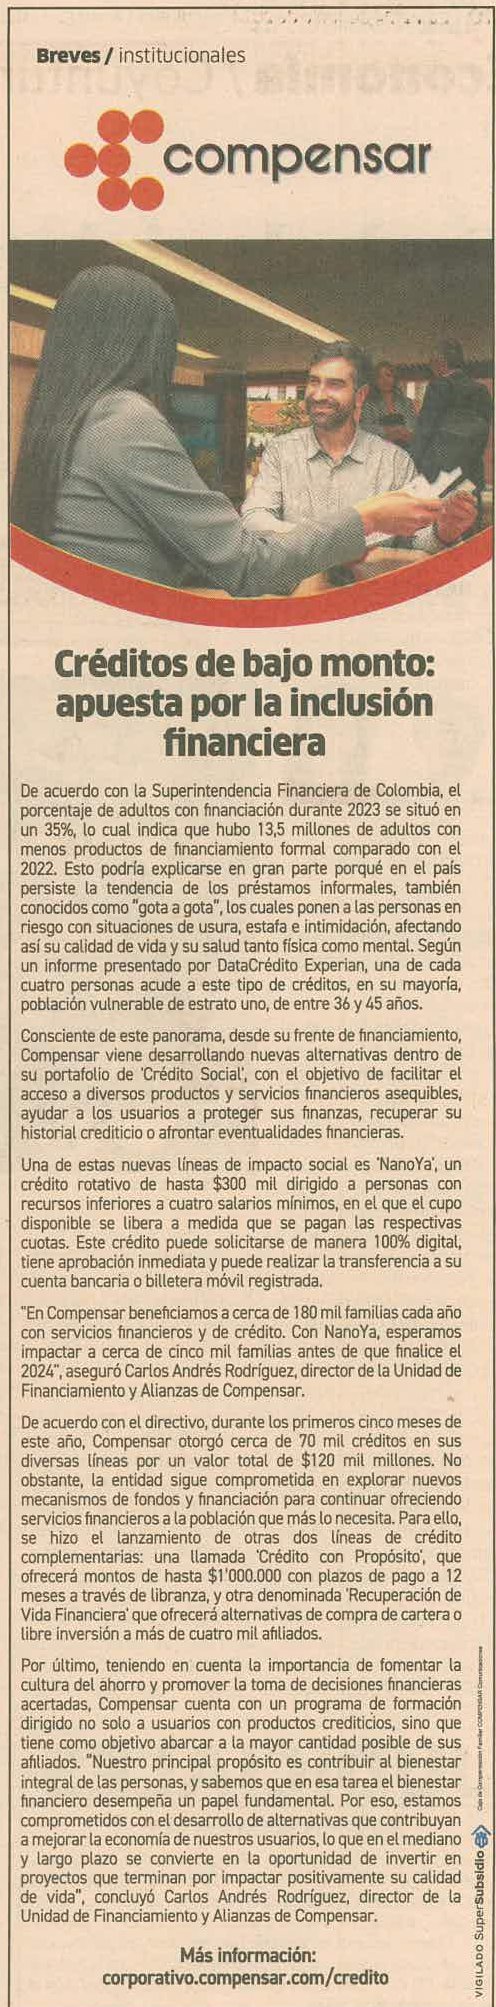 Breves / institucionales
compensar
Créditos de bajo monto:
apuesta por la inclusión
financiera
De acuerdo con la Superintendencia Financiera de Colombia, el
porcentaje de adultos con financiación durante 2023 se situó en
un 35%, lo cual indica que hubo 13,5 millones de adultos con
menos productos de financiamiento formal comparado con el
2022. Esto podría explicarse en gran parte porqué en el país
persiste la tendencia de los préstamos informales, también
conocidos como "gota a gota", los cuales ponen a las personas en
riesgo con situaciones de usura, estafa e intimidación, afectando
así su calidad de vida y su salud tanto física como mental. Según
un informe presentado por DataCrédito Experian, una de cada
cuatro personas acude a este tipo de créditos, en su mayoría,
población vulnerable de estrato uno, de entre 36 y 45 años.
Consciente de este panorama, desde su frente de financiamiento,
Compensar viene desarrollando nuevas alternativas dentro de
su portafolio de 'Crédito Social', con el objetivo de facilitar el
acceso a diversos productos y servicios financieros asequibles,
ayudar a los usuarios a proteger sus finanzas, recuperar su
historial crediticio o afrontar eventualidades financieras.
Una de estas nuevas líneas de impacto social es 'NanoYa', un
crédito rotativo de hasta $300 mil dirigido a personas con
recursos inferiores a cuatro salarios mínimos, en el que el cupo
disponible se libera a medida que se pagan las respectivas
cuotas. Este crédito puede solicitarse de manera 100% digital,
tiene aprobación inmediata y puede realizar la transferencia a su
cuenta bancaria o billetera móvil registrada.
"En Compensar beneficiamos a cerca de 180 mil familias cada año
con servicios financieros y de crédito. Con NanoYa, esperamos
impactar a cerca de cinco mil familias antes de que finalice el
2024", aseguró Carlos Andrés Rodríguez, director de la Unidad de
Financiamiento y Alianzas de Compensar.
De acuerdo con el directivo, durante los primeros cinco meses de
este año, Compensar otorgó cerca de 70 mil créditos en sus
diversas líneas por un valor total de $120 mil millones. No
obstante, la entidad sigue comprometida en explorar nuevos
mecanismos de fondos y financiación para continuar ofreciendo
servicios financieros a la población que más lo necesita. Para ello,
se hizo el lanzamiento de otras dos líneas de crédito
complementarias: una llamada 'Crédito con Propósito', que
ofrecerá montos de hasta $1'000.000 con plazos de pago a 12
meses a través de libranza, y otra denominada 'Recuperación de
Vida Financiera' que ofrecerá alternativas de compra de cartera o
libre inversión a más de cuatro mil afiliados.
Por último, teniendo en cuenta la importancia de fomentar la
cultura del ahorro y promover la toma de decisiones financieras
acertadas, Compensar cuenta con un programa de formación
dirigido no solo a usuarios con productos crediticios, sino que
tiene como objetivo abarcar a la mayor cantidad posible de sus
afiliados. "Nuestro principal propósito es contribuir al bienestar
integral de las personas, y sabemos que en esa tarea el bienestar
financiero desempeña un papel fundamental. Por eso, estamos
comprometidos con el desarrollo de alternativas que contribuyan
a mejorar la economía de nuestros usuarios, lo que en el mediano
y largo plazo se convierte en la oportunidad de invertir en
proyectos que terminan por impactar positivamente su calidad
de vida", concluyó Carlos Andrés Rodríguez, director de la
Unidad de Financiamiento y Alianzas de Compensar.
Más información:
corporativo.compensar.com/credito
VIGILADO SuperSubsidio
Caja de Compensación Familiar COMPENSAR Comunicaciones